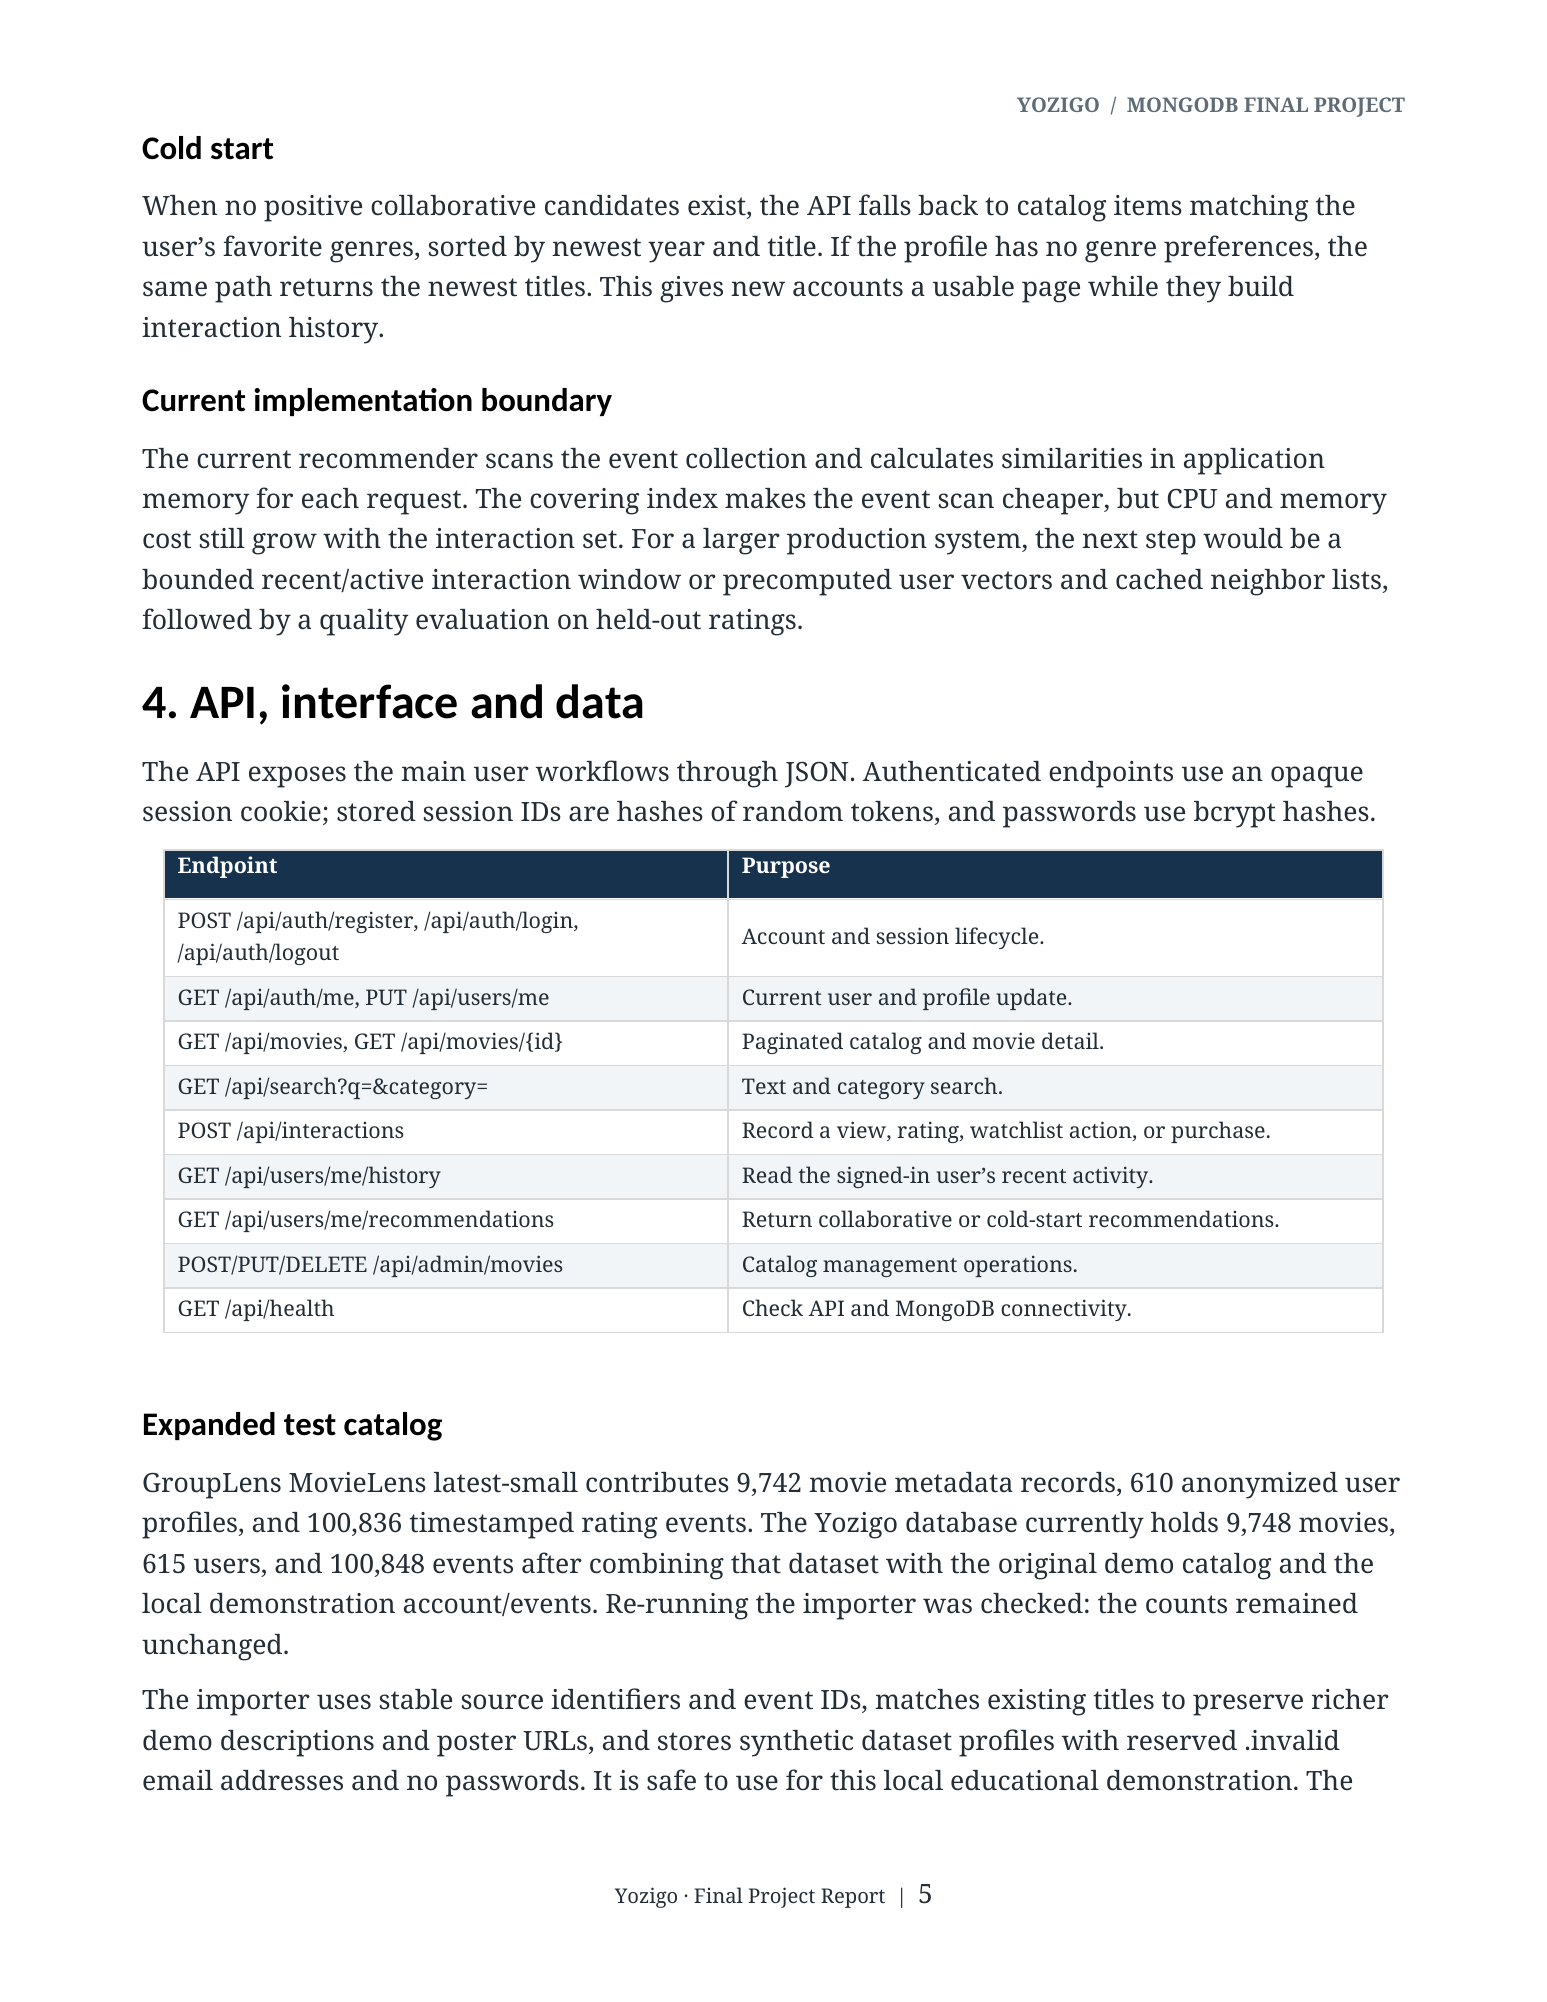 YOZIGO / MONGODB FINAL PROJECT
Cold start
When no positive collaborative candidates exist, the API falls back to catalog items matching the
user’s favorite genres, sorted by newest year and title. If the profile has no genre preferences, the
same path returns the newest titles. This gives new accounts a usable page while they build
interaction history.
Current implementation boundary
The current recommender scans the event collection and calculates similarities in application
memory for each request. The covering index makes the event scan cheaper, but CPU and memory
cost still grow with the interaction set. For a larger production system, the next step would be a
bounded recent/active interaction window or precomputed user vectors and cached neighbor lists,
followed by a quality evaluation on held-out ratings.
4. API, interface and data
The API exposes the main user workflows through JSON. Authenticated endpoints use an opaque
session cookie; stored session IDs are hashes of random tokens, and passwords use bcrypt hashes.
Endpoint Purpose
POST /api/auth/register, /api/auth/login,
/api/auth/logout
Account and session lifecycle.
GET /api/auth/me, PUT /api/users/me Current user and profile update.
GET /api/movies, GET /api/movies/{id} Paginated catalog and movie detail.
GET /api/search?q=&category= Text and category search.
POST /api/interactions Record a view, rating, watchlist action, or purchase.
GET /api/users/me/history Read the signed-in user’s recent activity.
GET /api/users/me/recommendations Return collaborative or cold-start recommendations.
POST/PUT/DELETE /api/admin/movies Catalog management operations.
GET /api/health Check API and MongoDB connectivity.
Expanded test catalog
GroupLens MovieLens latest-small contributes 9,742 movie metadata records, 610 anonymized user
profiles, and 100,836 timestamped rating events. The Yozigo database currently holds 9,748 movies,
615 users, and 100,848 events after combining that dataset with the original demo catalog and the
local demonstration account/events. Re-running the importer was checked: the counts remained
unchanged.
The importer uses stable source identifiers and event IDs, matches existing titles to preserve richer
demo descriptions and poster URLs, and stores synthetic dataset profiles with reserved .invalid
email addresses and no passwords. It is safe to use for this local educational demonstration. The
Yozigo · Final Project Report | 5